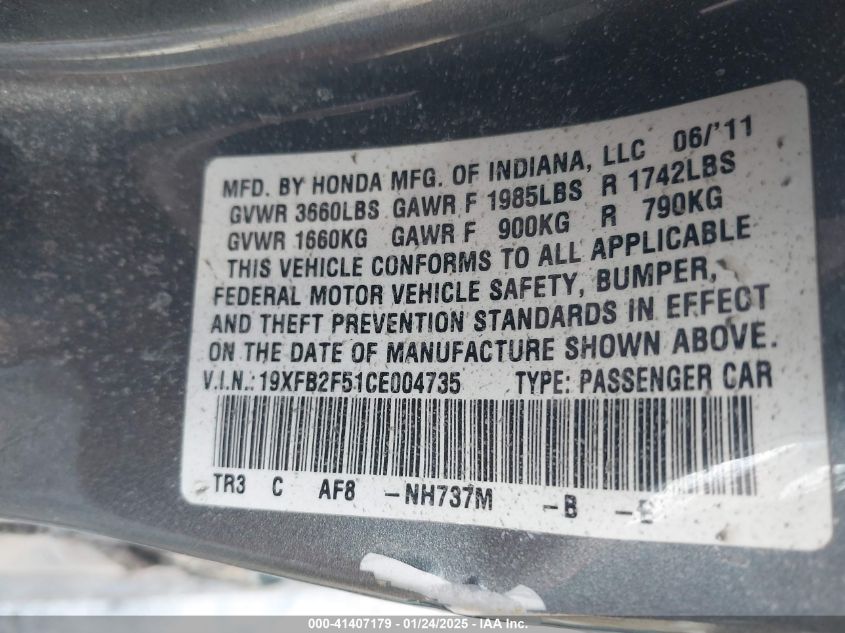 MFD. BY HONDA MFG. OF INDIANA, LLC 06/'11
GVWR 3660LBS GAWR F 1985LBS R 1742LBS
GVWR 1660KG GAWR F 900KG R 790KG
THIS VEHICLE CONFORMS TO ALL APPLICABLE
FEDERAL MOTOR VEHICLE SAFETY, BUMPER,
AND THEFT PREVENTION STANDARDS IN EFFECT
ON THE DATE OF MANUFACTURE SHOWN ABOVE.
V.I.N.: 19XFB2F51CE004735 TYPE: PASSENGER CAR
TR3 C AF8 -NH737M -B -
000-41407179 - 01/24/2025 - IAA Inc.